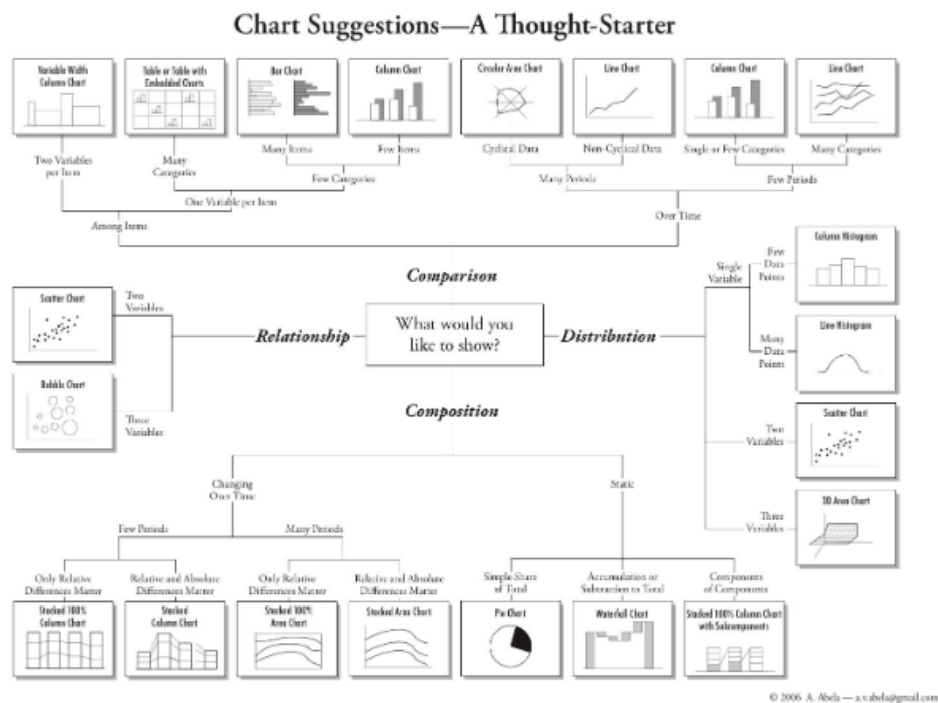 Chart Suggestions—A Thought-Starter
Variable Width
Column Chart
Table or Table with
Embedded Charts
Bar Chart
Column Chart
Circular Area Chart
Line Chart
Column Chart
Line Chart
Two Variables
per Item
Many
Categories
Many Items
Few Items
Cyclical Data
Non-Cyclical Data
Single or Few Categories
Many Categories
Few Categories
Many Periods
Few Periods
One Variable per Item
Over Time
Among Items
Comparison
What would you
like to show?
Relationship
Two
Variables
Scatter Chart
Bubble Chart
Three
Variables
Distribution
Single
Variable
Few
Data
Points
Column Histogram
Many
Data
Points
Line Histogram
Two
Variables
Scatter Chart
Three
Variables
3D Area Chart
Composition
Changing
Over Time
Static
Few Periods
Many Periods
Only Relative
Differences Matter
Relative and Absolute
Differences Matter
Only Relative
Differences Matter
Relative and Absolute
Differences Matter
Simple Share
of Total
Accumulation or
Subtraction to Total
Components
of Components
Stacked 100%
Column Chart
Stacked
Column Chart
Stacked 100%
Area Chart
Stacked Area Chart
Pie Chart
Waterfall Chart
Stacked 100% Column Chart
with Subcomponents
© 2006 A. Abela — a.v.abela@gmail.com